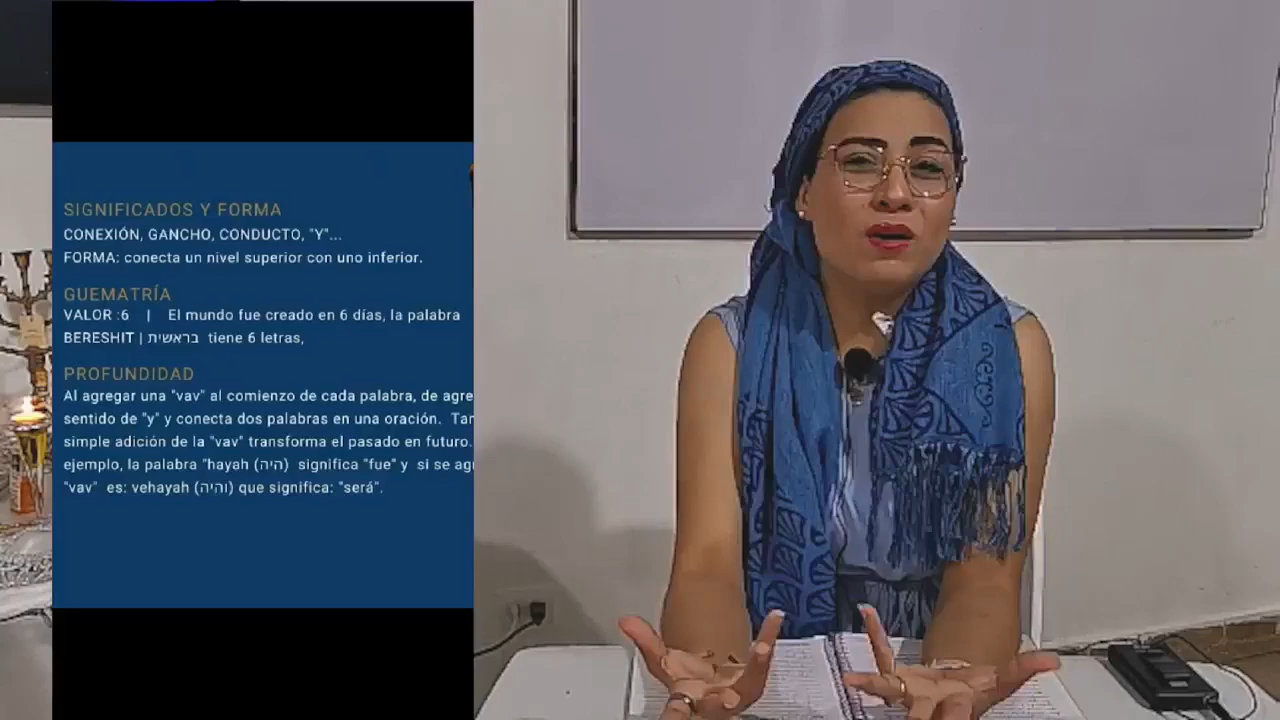 SIGNIFICADOS Y FORMA
CONEXIÓN, GANCHO, CONDUCTO, "Y"...
FORMA: conecta un nivel superior con uno inferior.
GUEMATRÍA
VALOR :6 | El mundo fue creado en 6 días, la palabra
BERESHIT | בראשית tiene 6 letras,
PROFUNDIDAD
Al agregar una "vav" al comienzo de cada palabra, de agre
sentido de "y" y conecta dos palabras en una oración. Tan
simple adición de la "vav" transforma el pasado en futuro.
ejemplo, la palabra "hayah (היה) significa "fue" y si se agr
"vav" es: vehayah (והיה) que significa: "será".